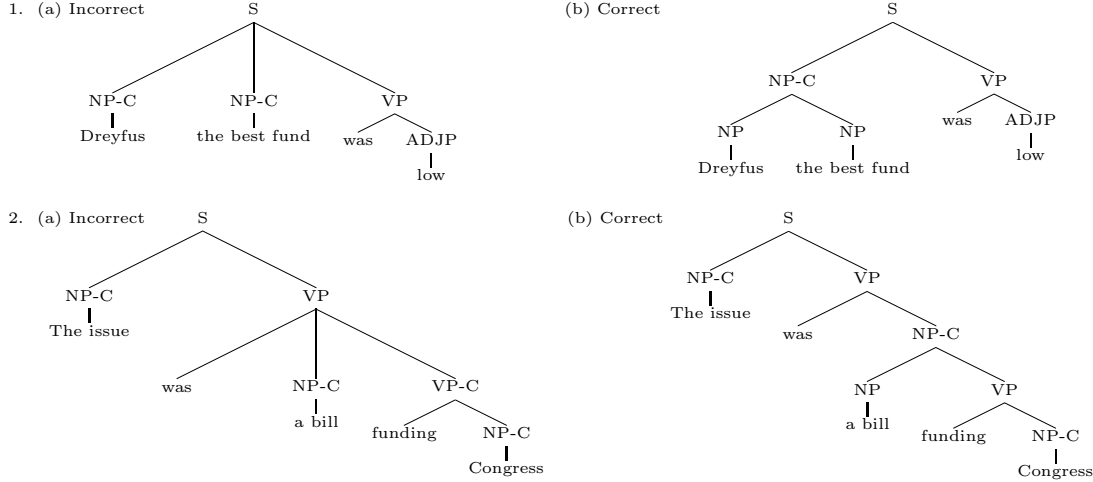 1. (a) Incorrect S (b) Correct S
NP-C VP
NP-C NP-C VP
NP NP was ADJP
Dreyfus the best fund was ADJP
low
Dreyfus the best fund
low
2. (a) Incorrect S (b) Correct S
NP-C VP
NP-C VP
The issue
The issue
was NP-C
was NP-C VP-C
NP VP
a bill
a bill
funding NP-C
funding NP-C
Congress
Congress